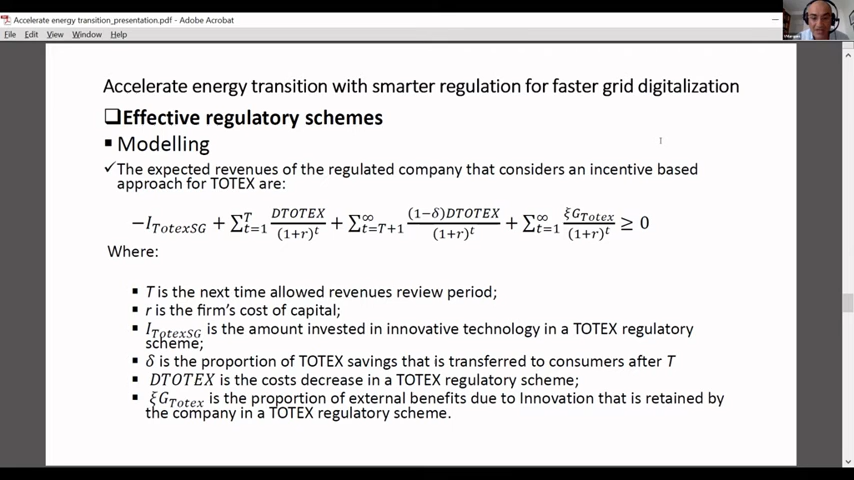 Accelerate energy transition_presentation.pdf - Adobe Acrobat
File Edit View Window Help
Accelerate energy transition with smarter regulation for faster grid digitalization
❑Effective regulatory schemes
▪ Modelling
✓The expected revenues of the regulated company that considers an incentive based
approach for TOTEX are:
−I_{TotexSG} + ∑_{t=1}^{T} \frac{DTOTEX}{(1+r)^t} + ∑_{t=T+1}^{∞} \frac{(1−δ)DTOTEX}{(1+r)^t} + ∑_{t=1}^{∞} \frac{ξG_{Totex}}{(1+r)^t} ≥ 0
Where:
▪ T is the next time allowed revenues review period;
▪ r is the firm's cost of capital;
▪ I_{TotexSG} is the amount invested in innovative technology in a TOTEX regulatory
scheme;
▪ δ is the proportion of TOTEX savings that is transferred to consumers after T
▪ DTOTEX is the costs decrease in a TOTEX regulatory scheme;
▪ ξG_{Totex} is the proportion of external benefits due to Innovation that is retained by
the company in a TOTEX regulatory scheme.